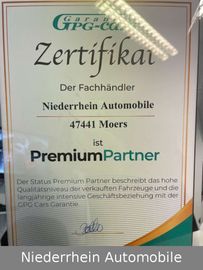 Garantie
GPG-Cars
Zertifikat
Der Fachhändler
Niederrhein Automobile
47441 Moers
ist
PremiumPartner
Der Status Premium Partner beschreibt das hohe
Qualitätsniveau der verkauften Fahrzeuge und die
langjährige intensive Geschäftsbeziehung mit der
GPG Cars Garantie.
Niederrhein Automobile